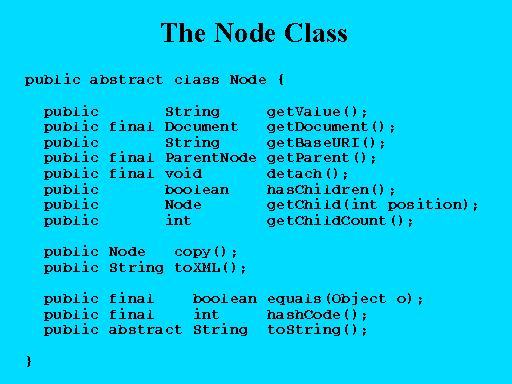 The Node Class
public abstract class Node {
public String getValue();
public final Document getDocument();
public String getBaseURI();
public final ParentNode getParent();
public final void detach();
public boolean hasChildren();
public Node getChild(int position);
public int getChildCount();
public Node copy();
public String toXML();
public final boolean equals(Object o);
public final int hashCode();
public abstract String toString();
}